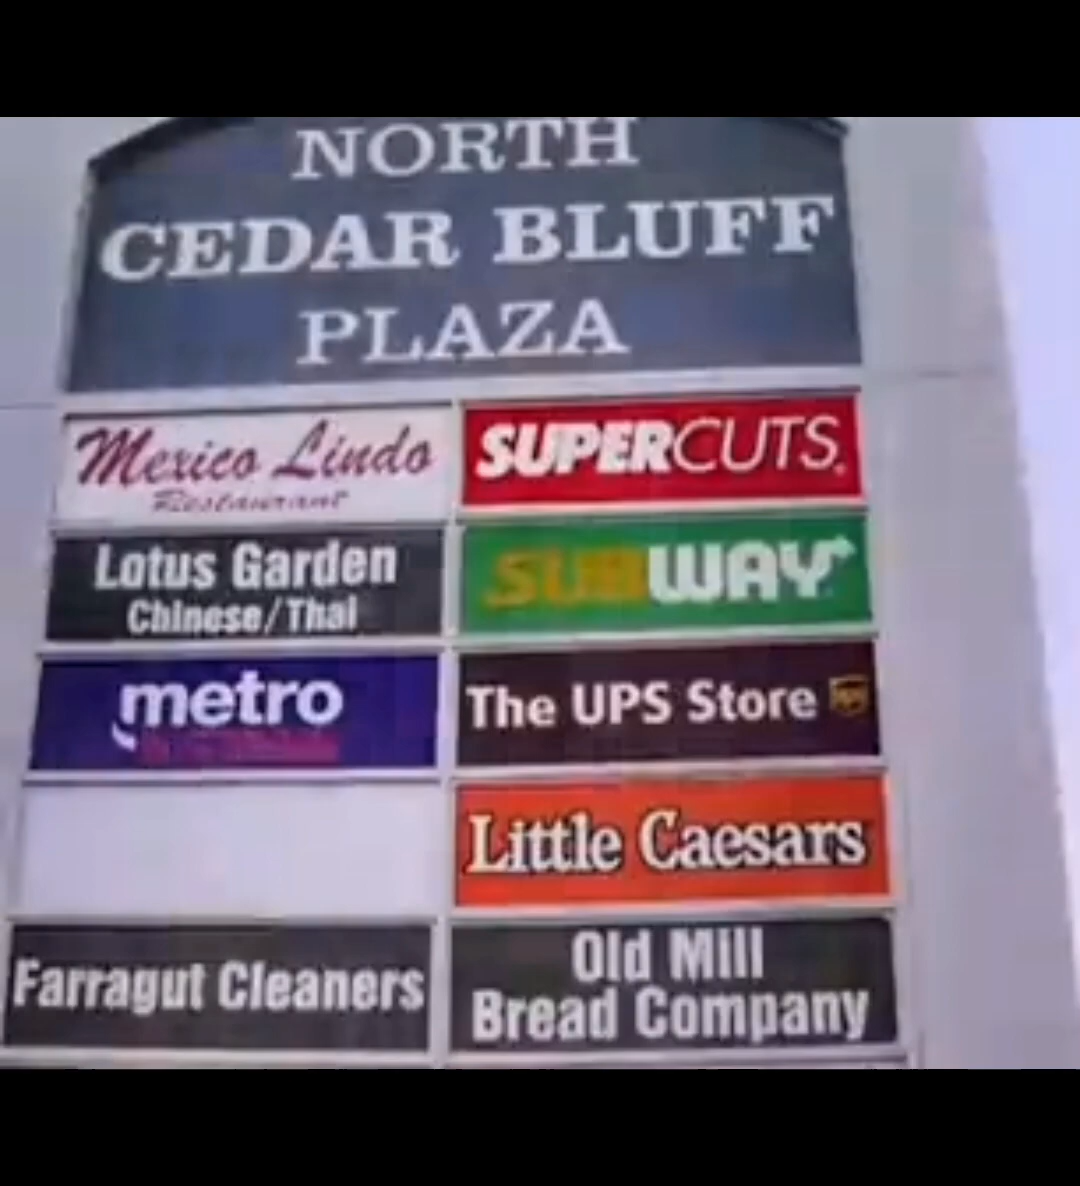 NORTH
CEDAR BLUFF
PLAZA
Mexico Lindo
Restaurant
SUPERCUTS.
Lotus Garden
Chinese/Thai
SUBWAY
metro
The UPS Store
ups
Little Caesars
Farragut Cleaners
Old Mill
Bread Company